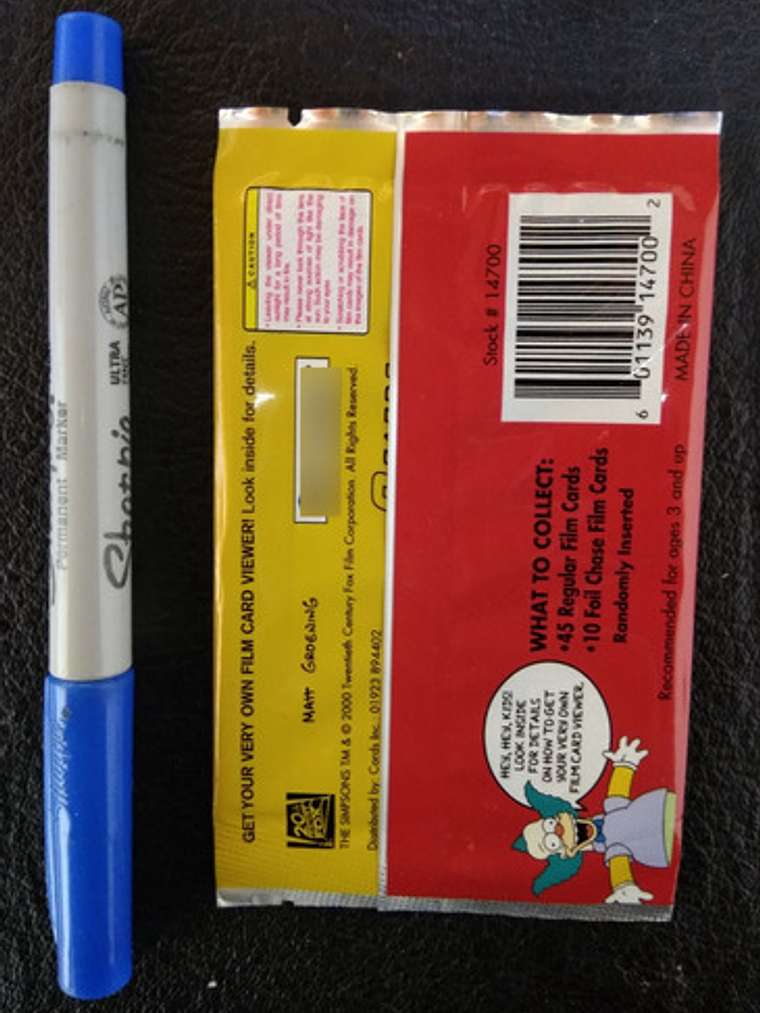 Permanent Marker
Sharpie
ULTRA
FINE
AP
GET YOUR VERY OWN FILM CARD VIEWER! Look inside for details.
⚠ CAUTION
MATT GROENING
20TH CENTURY FOX
THE SIMPSONS TM & © 2000 Twentieth Century Fox Film Corporation. All Rights Reserved.
Distributed by: Cards Inc.: 01923 894402
Stock # 14700
6 01139 14700 2
MADE IN CHINA
WHAT TO COLLECT:
•45 Regular Film Cards
•10 Foil Chase Film Cards
Randomly Inserted
Recommended for ages 3 and up
HEY, HEY, KIDS!
LOOK INSIDE
FOR DETAILS
ON HOW TO GET
YOUR VERY OWN
FILM CARD VIEWER.